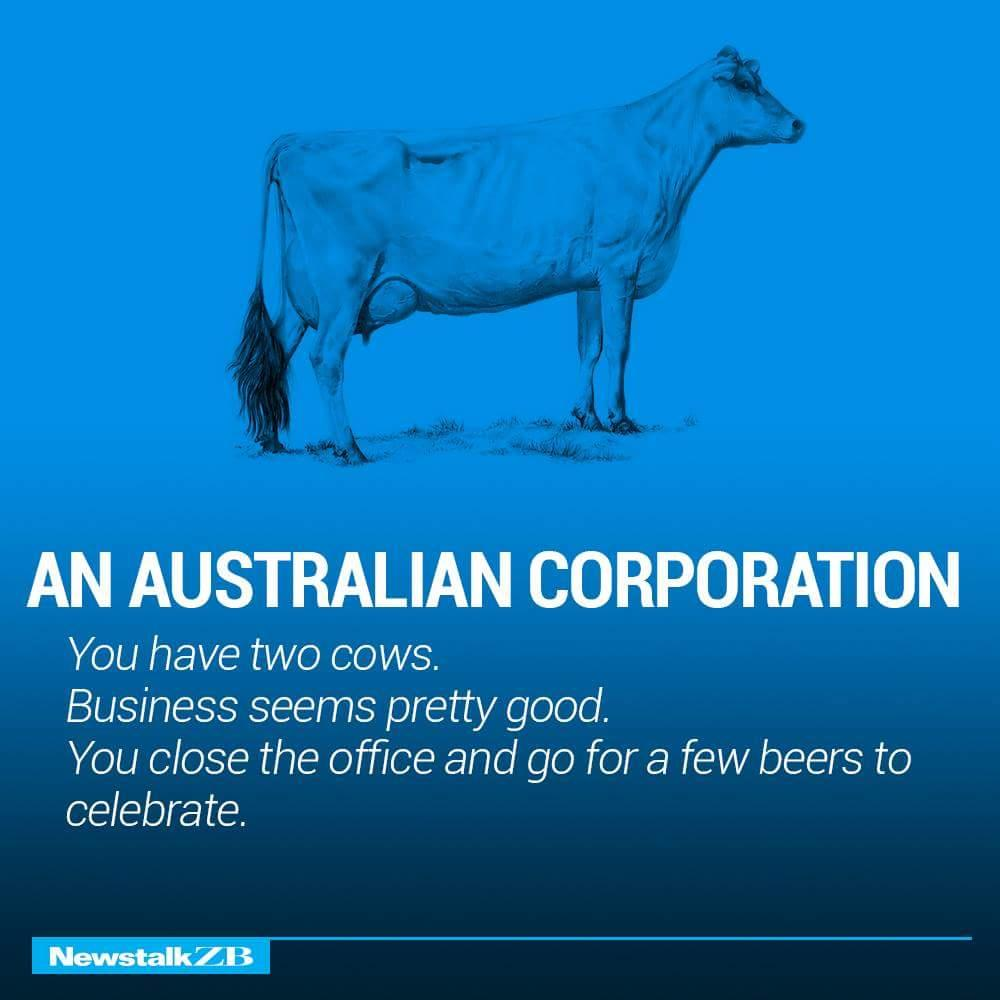 AN AUSTRALIAN CORPORATION
You have two cows.
Business seems pretty good.
You close the office and go for a few beers to
celebrate.
NewstalkZB